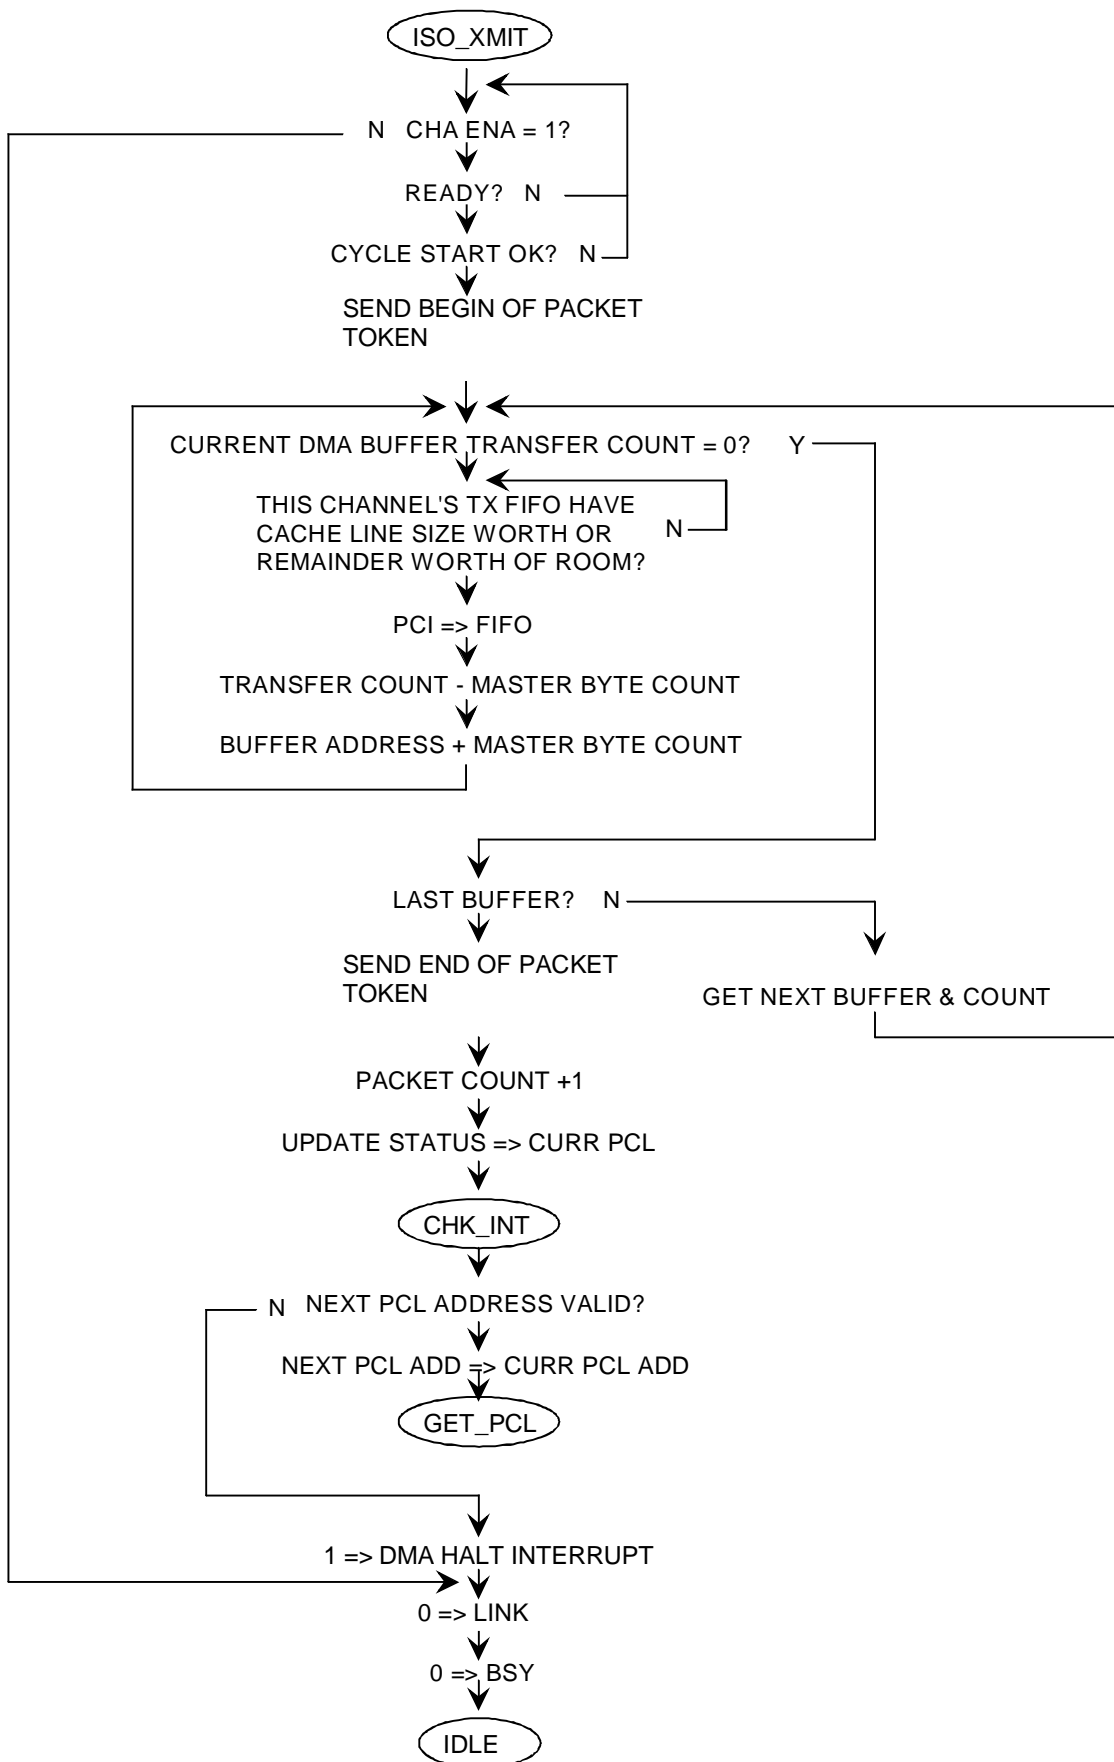 ISO_XMIT
N CHA ENA = 1?
READY? N
CYCLE START OK? N
SEND BEGIN OF PACKET
TOKEN
CURRENT DMA BUFFER TRANSFER COUNT = 0? Y
THIS CHANNEL'S TX FIFO HAVE
CACHE LINE SIZE WORTH OR
REMAINDER WORTH OF ROOM?
N
PCI => FIFO
TRANSFER COUNT - MASTER BYTE COUNT
BUFFER ADDRESS + MASTER BYTE COUNT
LAST BUFFER? N
SEND END OF PACKET
TOKEN
GET NEXT BUFFER & COUNT
PACKET COUNT +1
UPDATE STATUS => CURR PCL
CHK_INT
N NEXT PCL ADDRESS VALID?
NEXT PCL ADD => CURR PCL ADD
GET_PCL
1 => DMA HALT INTERRUPT
0 => LINK
0 => BSY
IDLE